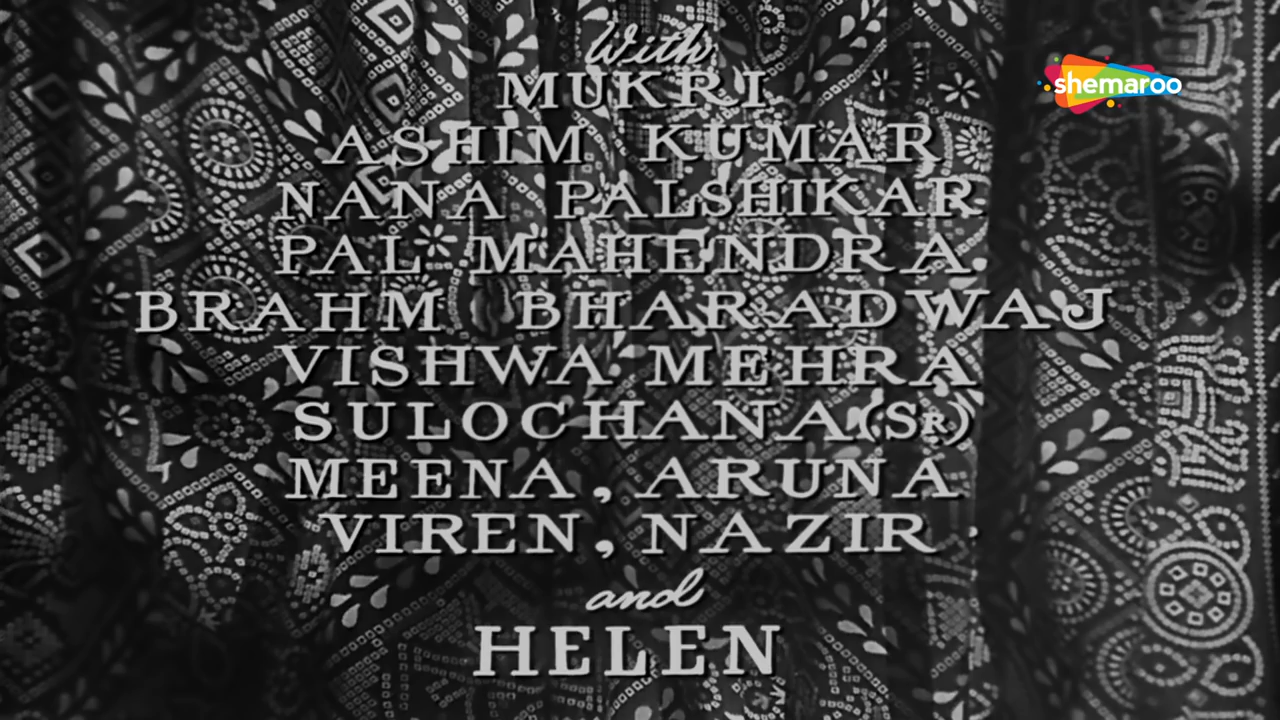 With
MUKRI
shemaroo
ASHIM KUMAR
NANA PALSHIKAR
PAL MAHENDRA
BRAHM BHARADWAJ
VISHWA MEHRA
SULOCHANA (SR)
MEENA, ARUNA
VIREN, NAZIR
and
HELEN